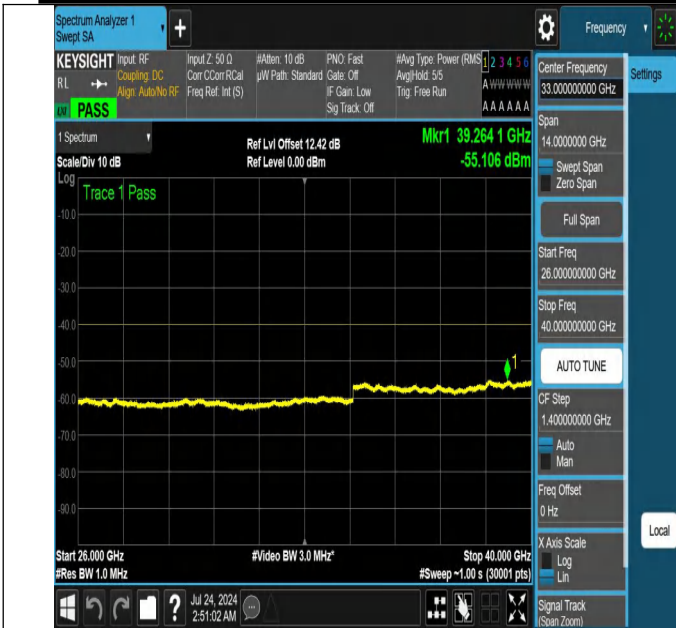 Spectrum Analyzer 1
Swept SA
+
Frequency
KEYSIGHT
RL
PASS
Input: RF
Coupling: DC
Align: Auto/No RF
Input Z: 50 Ω
Corr CCorr RCal
Freq Ref: Int (S)
#Atten: 10 dB
µW Path: Standard
PNO: Fast
Gate: Off
IF Gain: Low
Sig Track: Off
#Avg Type: Power (RMS
Avg|Hold: 5/5
Trig: Free Run
1 2 3 4 5 6
A W W W W W
A A A A A A
1 Spectrum
Scale/Div 10 dB
Log
Ref Lvl Offset 12.42 dB
Ref Level 0.00 dBm
Mkr1 39.264 1 GHz
-55.106 dBm
Trace 1 Pass
-10.0
-20.0
-30.0
-40.0
-50.0
-60.0
-70.0
-80.0
-90.0
1
Start 26.000 GHz
#Res BW 1.0 MHz
#Video BW 3.0 MHz*
Stop 40.000 GHz
#Sweep ~1.00 s (30001 pts)
?
Jul 24, 2024
2:51:02 AM
Center Frequency
33.000000000 GHz
Settings
Span
14.0000000 GHz
Swept Span
Zero Span
Full Span
Start Freq
26.000000000 GHz
Stop Freq
40.000000000 GHz
AUTO TUNE
CF Step
1.400000000 GHz
Auto
Man
Freq Offset
0 Hz
X Axis Scale
Log
Lin
Local
Signal Track
(Span Zoom)